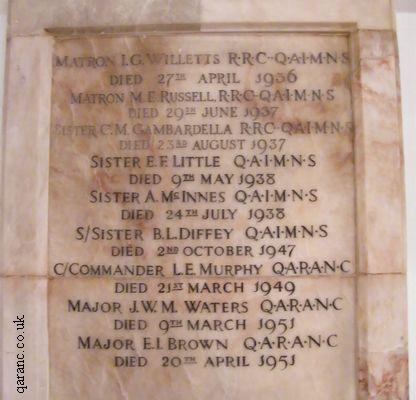 MATRON I.G. WILLETTS R·R·C·Q·A·I·M·N·S
DIED 27TH APRIL 1936
MATRON M.E. RUSSELL, R·R·C·Q·A·I·M·N·S
DIED 29TH JUNE 1937
SISTER C.M. GAMBARDELLA R·R·C·Q·A·I·M·N·S
DIED 23RD AUGUST 1937
SISTER E.F. LITTLE Q·A·I·M·N·S
DIED 9TH MAY 1938
SISTER A. MCINNES Q·A·I·M·N·S
DIED 24TH JULY 1938
S/SISTER B.L. DIFFEY Q·A·I·M·N·S
DIED 2ND OCTOBER 1947
C/COMMANDER L.E. MURPHY Q·A·R·A·N·C
DIED 21ST MARCH 1949
MAJOR J.W.M. WATERS Q·A·R·A·N·C
DIED 9TH MARCH 1951
MAJOR E.I. BROWN Q·A·R·A·N·C
DIED 20TH APRIL 1951
qaranc.co.uk